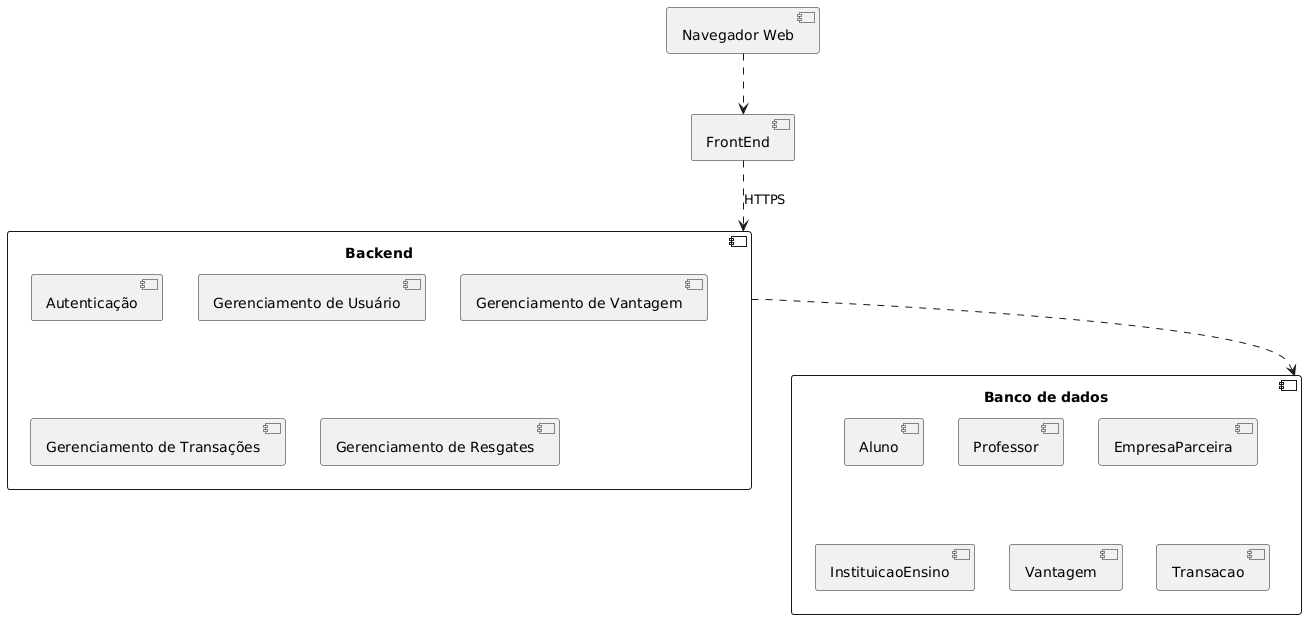 Navegador Web
FrontEnd
HTTPS
Backend
Autenticação
Gerenciamento de Usuário
Gerenciamento de Vantagem
Gerenciamento de Transações
Gerenciamento de Resgates
Banco de dados
Aluno
Professor
EmpresaParceira
InstituicaoEnsino
Vantagem
Transacao